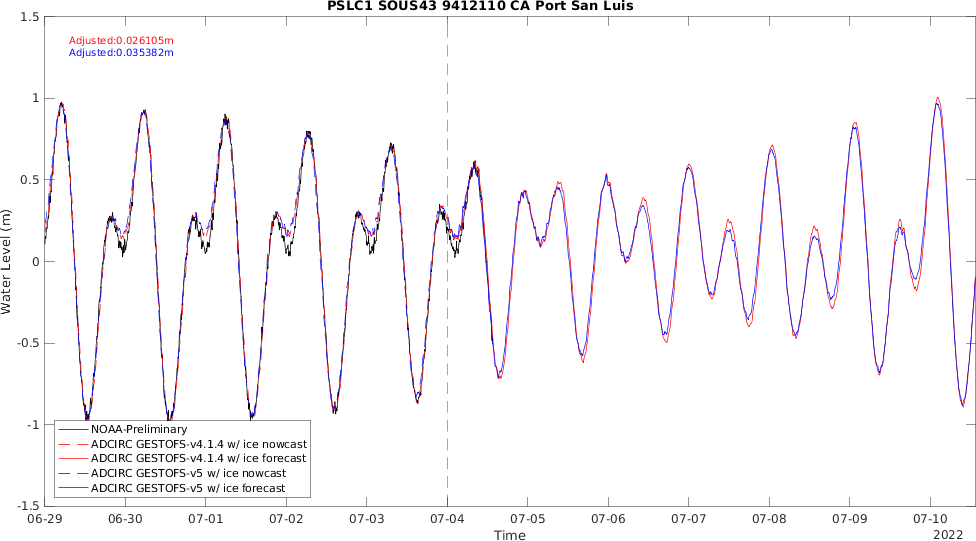 PSLC1 SOUS43 9412110 CA Port San Luis
1.5
Adjusted:0.026105m
Adjusted:0.035382m
1
0.5
0
-0.5
-1
-1.5
Water Level (m)
NOAA-Preliminary
ADCIRC GESTOFS-v4.1.4 w/ ice nowcast
ADCIRC GESTOFS-v4.1.4 w/ ice forecast
ADCIRC GESTOFS-v5 w/ ice nowcast
ADCIRC GESTOFS-v5 w/ ice forecast
06-29 06-30 07-01 07-02 07-03 07-04 07-05 07-06 07-07 07-08 07-09 07-10
Time
2022